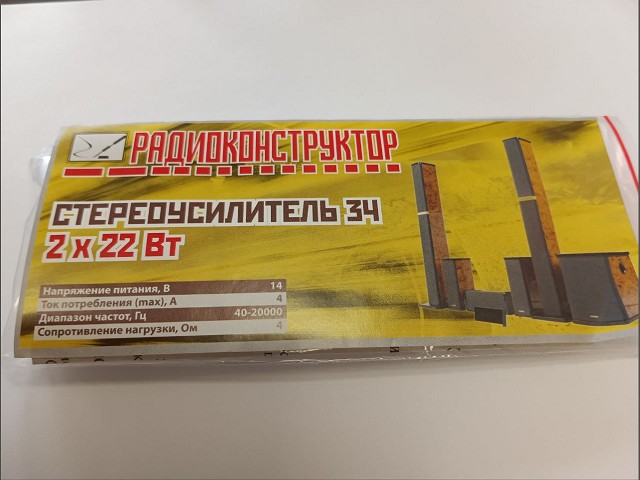 РАДИОКОНСТРУКТОР
СТЕРЕОУСИЛИТЕЛЬ ЗЧ
2 x 22 Вт
Напряжение питания, В 14
Ток потребления (max), А 4
Диапазон частот, Гц 40-20000
Сопротивление нагрузки, Ом 4